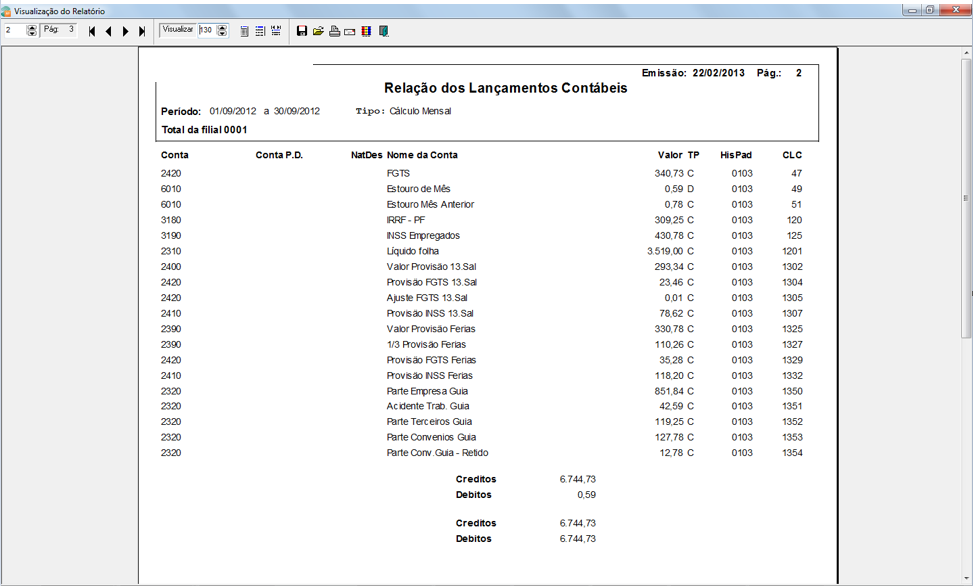 Visualização do Relatório
2 Pág: 3 Visualizar 130
Emissão: 22/02/2013 Pág.: 2
Relação dos Lançamentos Contábeis
Periodo: 01/09/2012 a 30/09/2012 Tipo: Cálculo Mensal
Total da filial 0001
Conta Conta P.D. NatDes Nome da Conta Valor TP HisPad CLC
2420 FGTS 340,73 C 0103 47
6010 Estouro de Mês 0,59 D 0103 49
6010 Estouro Mês Anterior 0,78 C 0103 51
3180 IRRF - PF 309,25 C 0103 120
3190 INSS Empregados 430,78 C 0103 125
2310 Líquido folha 3.519,00 C 0103 1201
2400 Valor Provisão 13.Sal 293,34 C 0103 1302
2420 Provisão FGTS 13.Sal 23,46 C 0103 1304
2420 Ajuste FGTS 13.Sal 0,01 C 0103 1305
2410 Provisão INSS 13.Sal 78,62 C 0103 1307
2390 Valor Provisão Ferias 330,78 C 0103 1325
2390 1/3 Provisão Ferias 110,26 C 0103 1327
2420 Provisão FGTS Ferias 35,28 C 0103 1329
2410 Provisão INSS Ferias 118,20 C 0103 1332
2320 Parte Empresa Guia 851,84 C 0103 1350
2320 Acidente Trab. Guia 42,59 C 0103 1351
2320 Parte Terceiros Guia 119,25 C 0103 1352
2320 Parte Convenios Guia 127,78 C 0103 1353
2320 Parte Conv.Guia - Retido 12,78 C 0103 1354
Creditos 6.744,73
Debitos 0,59
Creditos 6.744,73
Debitos 6.744,73